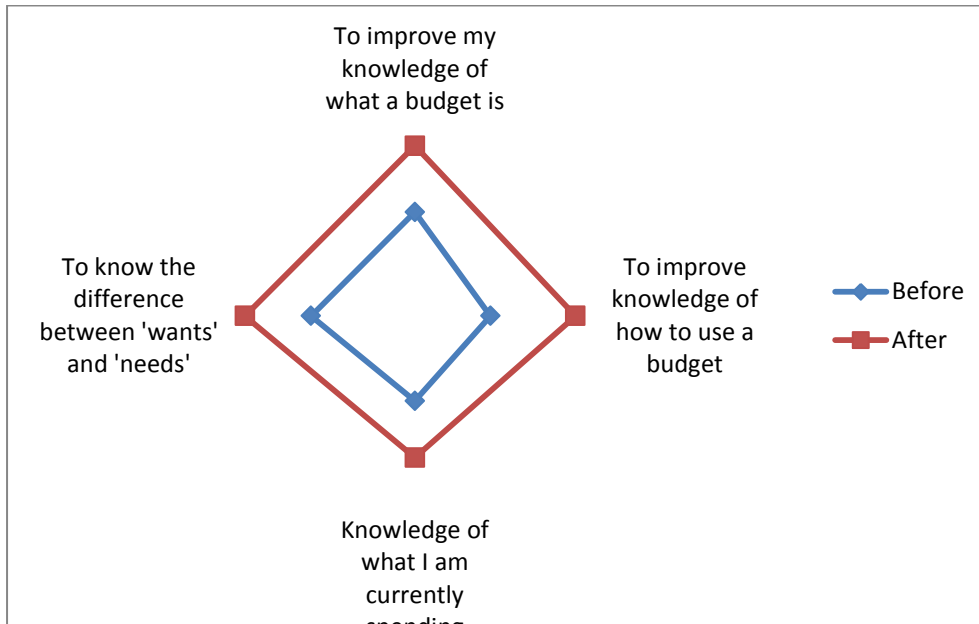 To improve my
knowledge of
what a budget is
To know the
difference
between 'wants'
and 'needs'
To improve
knowledge of
how to use a
budget
Before
After
Knowledge of
what I am
currently
spending